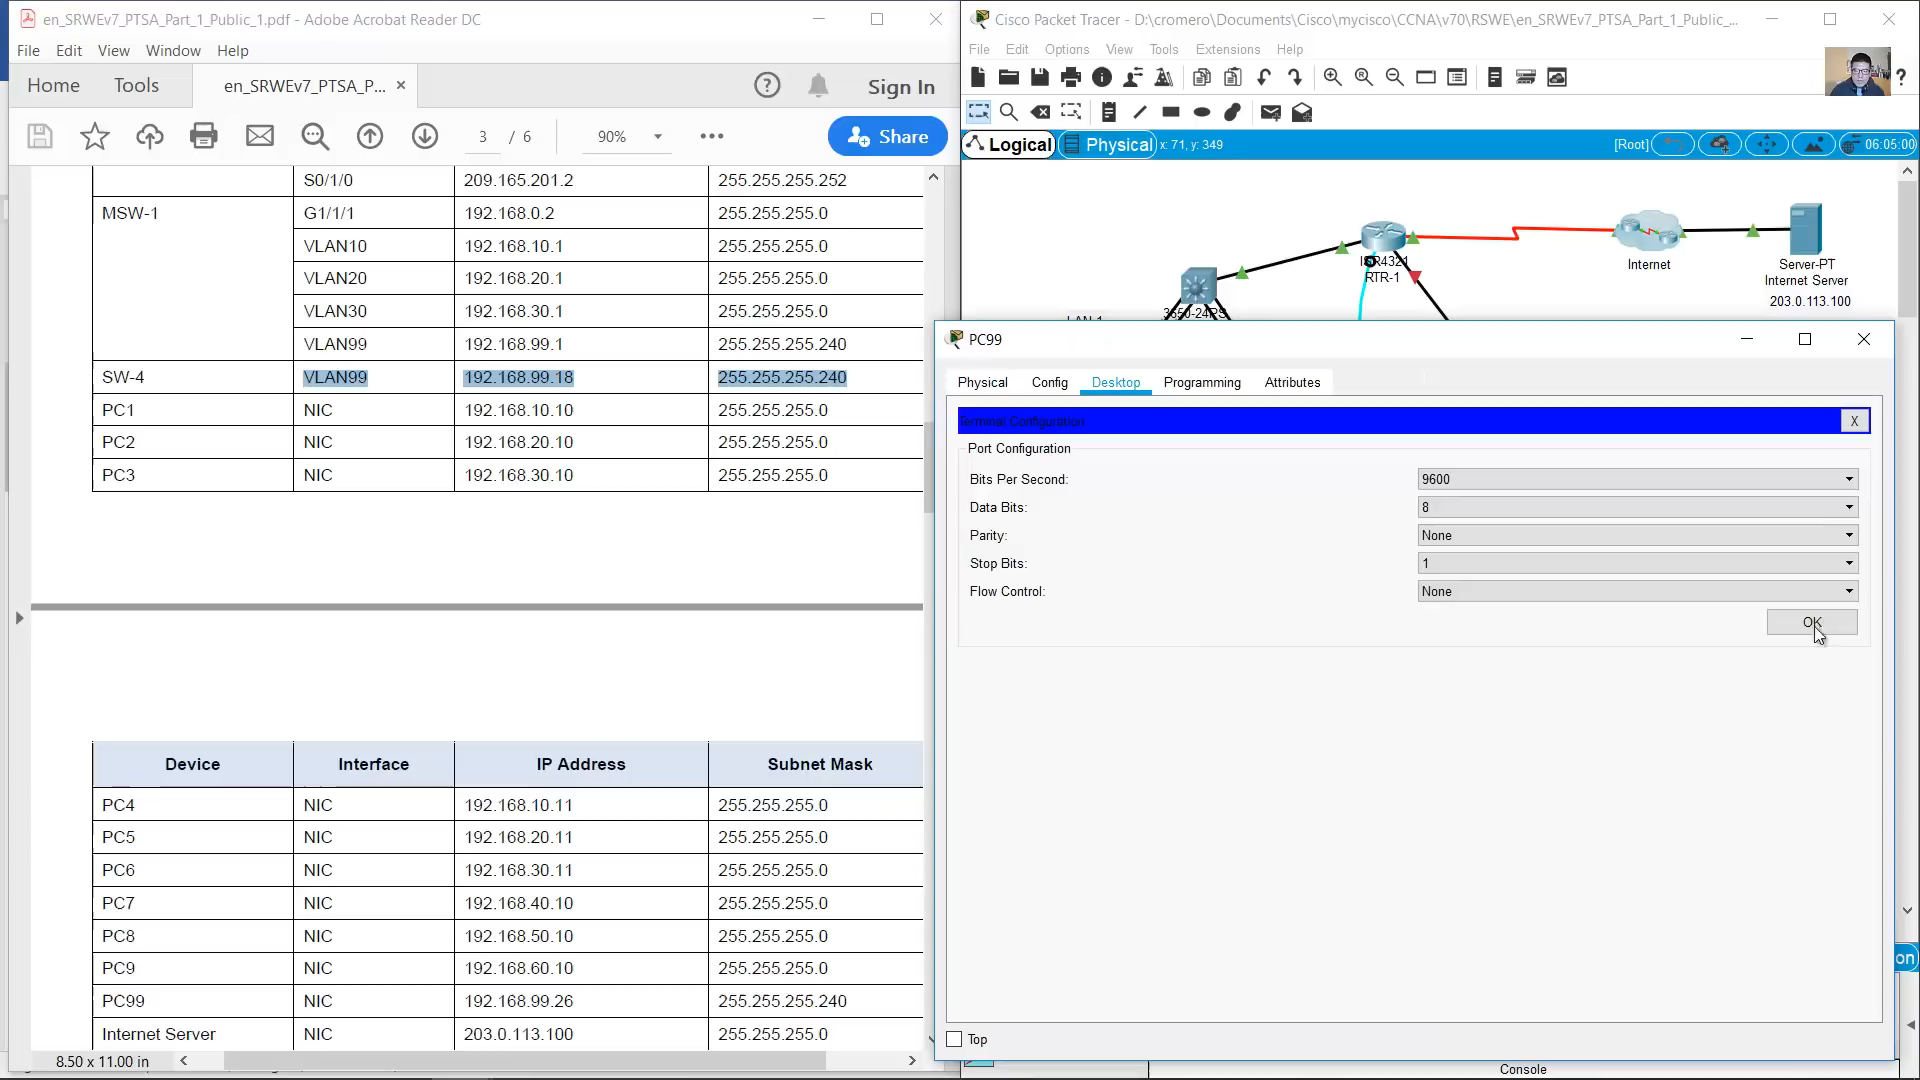 en_SRWEv7_PTSA_Part_1_Public_1.pdf - Adobe Acrobat Reader DC
File Edit View Window Help
Home Tools en_SRWEv7_PTSA_P... × Sign In
3 / 6 90% Share
S0/1/0 209.165.201.2 255.255.255.252
MSW-1 G1/1/1 192.168.0.2 255.255.255.0
VLAN10 192.168.10.1 255.255.255.0
VLAN20 192.168.20.1 255.255.255.0
VLAN30 192.168.30.1 255.255.255.0
VLAN99 192.168.99.1 255.255.255.240
SW-4 VLAN99 192.168.99.18 255.255.255.240
PC1 NIC 192.168.10.10 255.255.255.0
PC2 NIC 192.168.20.10 255.255.255.0
PC3 NIC 192.168.30.10 255.255.255.0
Device Interface IP Address Subnet Mask
PC4 NIC 192.168.10.11 255.255.255.0
PC5 NIC 192.168.20.11 255.255.255.0
PC6 NIC 192.168.30.11 255.255.255.0
PC7 NIC 192.168.40.10 255.255.255.0
PC8 NIC 192.168.50.10 255.255.255.0
PC9 NIC 192.168.60.10 255.255.255.0
PC99 NIC 192.168.99.26 255.255.255.240
Internet Server NIC 203.0.113.100 255.255.255.0
8.50 x 11.00 in
Cisco Packet Tracer - D:\cromero\Documents\Cisco\mycisco\CCNA\v70\RSWE\en_SRWEv7_PTSA_Part_1_Public_...
File Edit Options View Tools Extensions Help
Logical Physical x: 71, y: 349 [Root] 06:05:00
ISR4321
RTR-1
Internet
Server-PT
Internet Server
203.0.113.100
3650-24PS
LAN-1
PC99
Physical Config Desktop Programming Attributes
Terminal Configuration X
Port Configuration
Bits Per Second: 9600
Data Bits: 8
Parity: None
Stop Bits: 1
Flow Control: None
OK
Top
on
Console